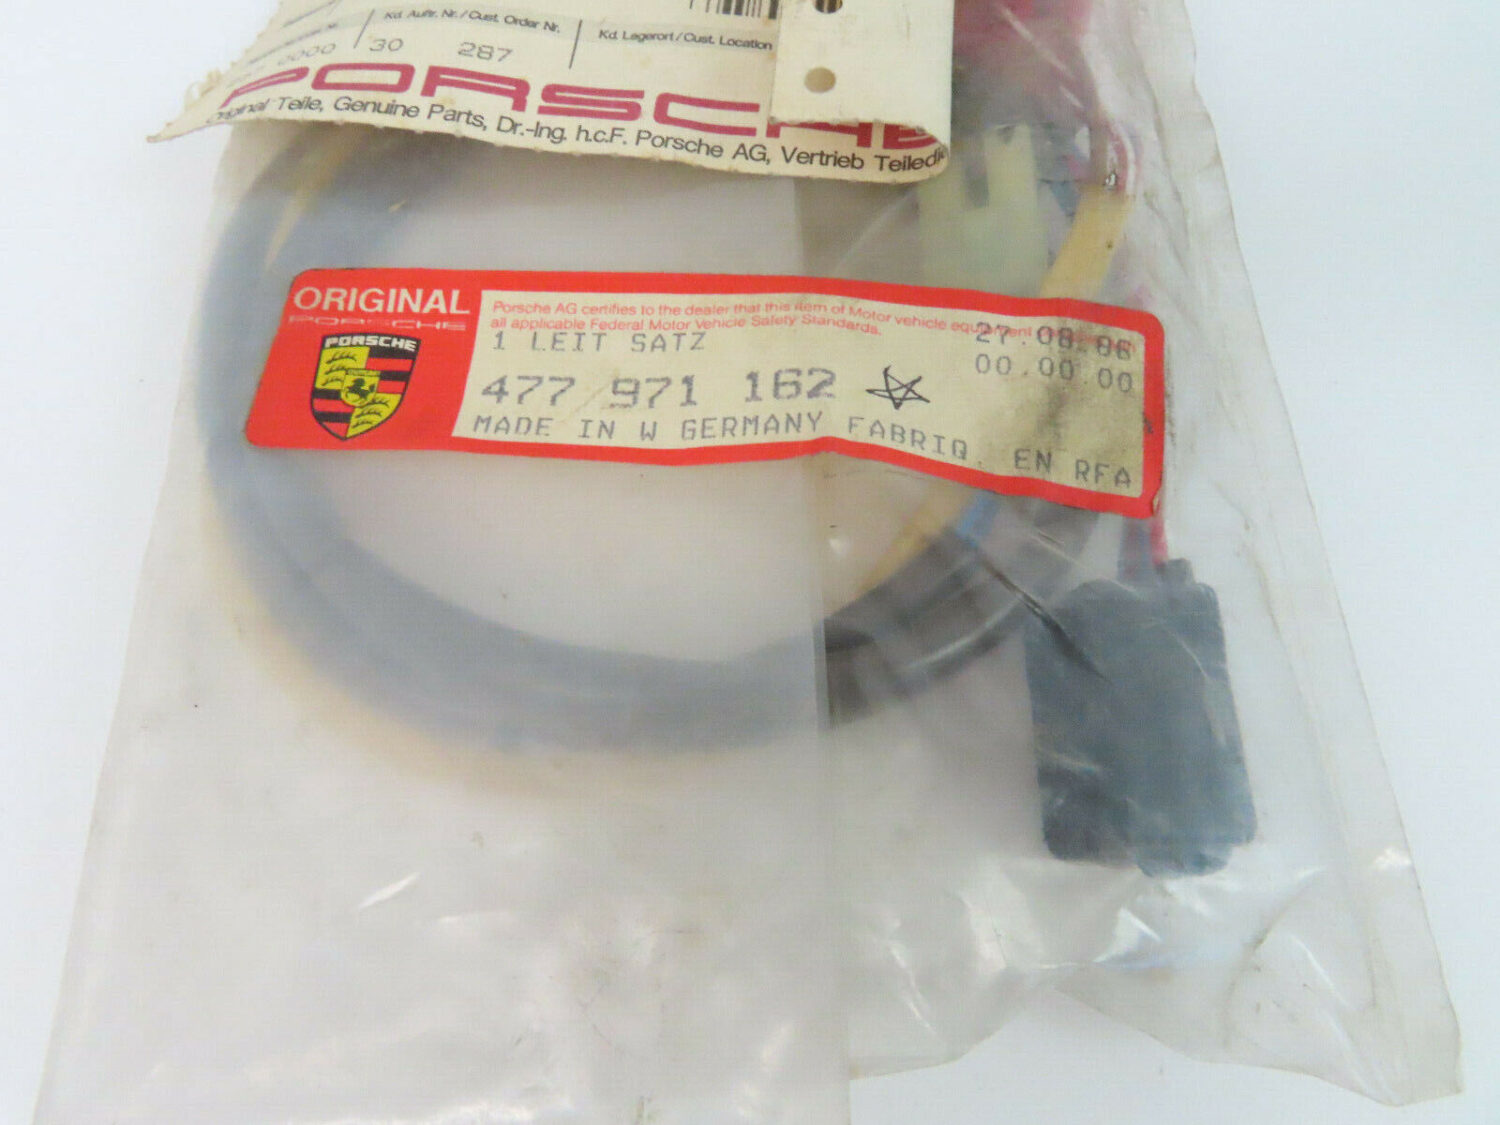 Kd. Auftr. Nr. / Cust. Order Nr.
Kd. Lagerort / Cust. Location
0000 30 287
PORSCHE
Original Teile, Genuine Parts, Dr.-Ing. h.c.F. Porsche AG, Vertrieb
ORIGINAL
PORSCHE
PORSCHE
Porsche AG certifies to the dealer that this item of Motor vehicle equipment
all applicable Federal Motor Vehicle Safety Standards.
1 LEIT SATZ
27.08.86
00.00.00
477 971 162
MADE IN W GERMANY FABRIQ. EN RFA